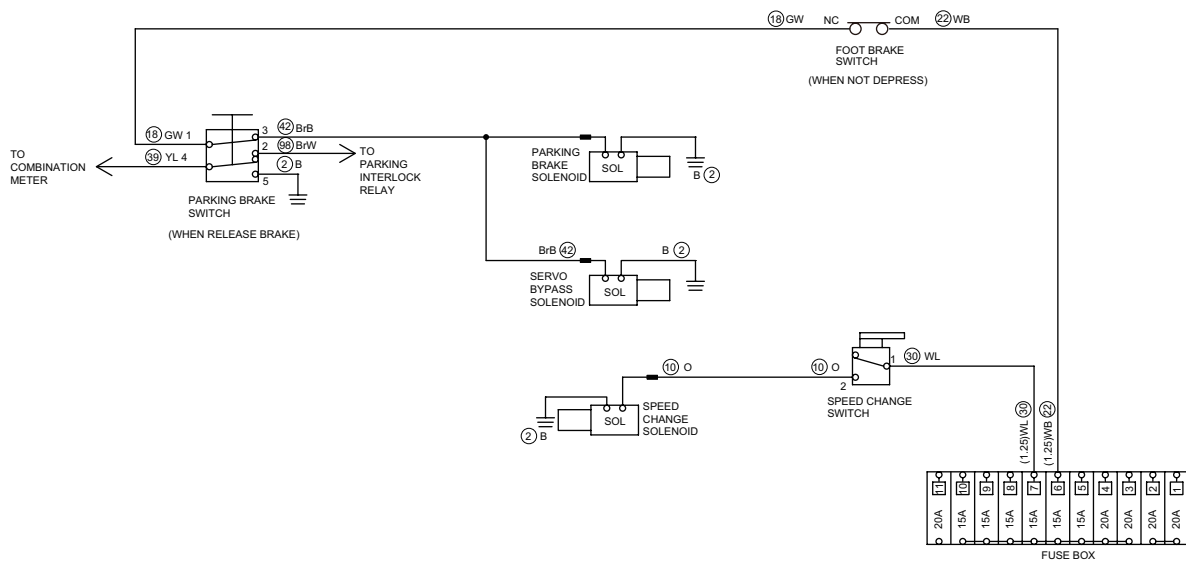 18 GW NC COM 22 WB
FOOT BRAKE
SWITCH
(WHEN NOT DEPRESS)
18 GW 1
39 YL 4
3
2
5
42 BrB
98 BrW
2 B
TO
COMBINATION
METER
TO
PARKING
INTERLOCK
RELAY
PARKING BRAKE
SWITCH
(WHEN RELEASE BRAKE)
PARKING
BRAKE
SOLENOID
SOL
B 2
BrB 42
B 2
SERVO
BYPASS
SOLENOID
SOL
10 O
10 O
1
2
30 WL
SPEED CHANGE
SWITCH
SOL
SPEED
CHANGE
SOLENOID
2 B
(1.25)WL 30
(1.25)WB 22
11 10 9 8 7 6 5 4 3 2 1
20A 15A 15A 15A 15A 15A 15A 20A 20A 20A 20A
FUSE BOX